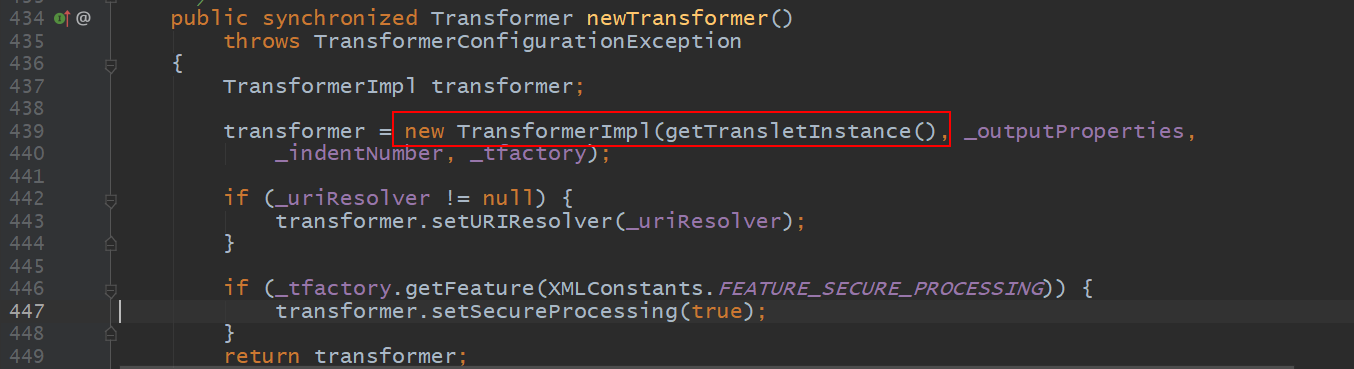 434 @ public synchronized Transformer newTransformer()
435 throws TransformerConfigurationException
436 {
437 TransformerImpl transformer;
438
439 transformer = new TransformerImpl(getTransletInstance(), _outputProperties,
440 _indentNumber, _tfactory);
441
442 if (_uriResolver != null) {
443 transformer.setURIResolver(_uriResolver);
444 }
445
446 if (_tfactory.getFeature(XMLConstants.FEATURE_SECURE_PROCESSING)) {
447 transformer.setSecureProcessing(true);
448 }
449 return transformer;